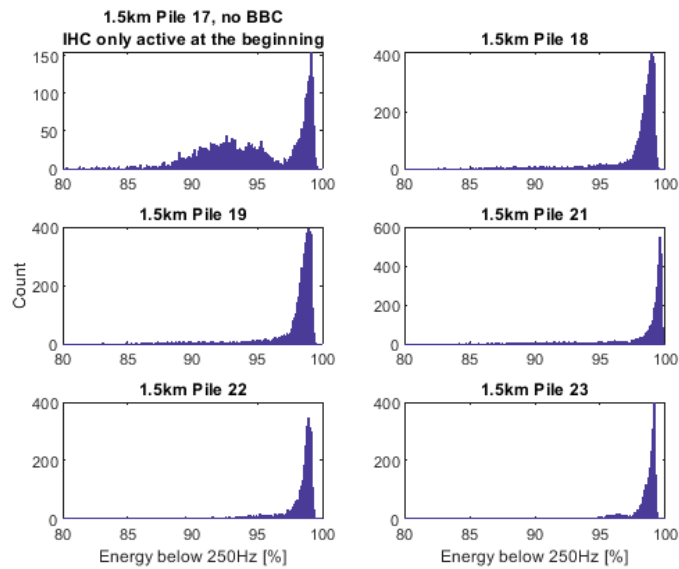 1.5km Pile 17, no BBC
IHC only active at the beginning
150
100
50
0
80 85 90 95 100
1.5km Pile 18
400
200
0
80 85 90 95 100
1.5km Pile 19
Count
400
200
0
80 85 90 95 100
1.5km Pile 21
600
400
200
0
80 85 90 95 100
1.5km Pile 22
400
200
0
80 85 90 95 100
Energy below 250Hz [%]
1.5km Pile 23
400
200
0
80 85 90 95 100
Energy below 250Hz [%]